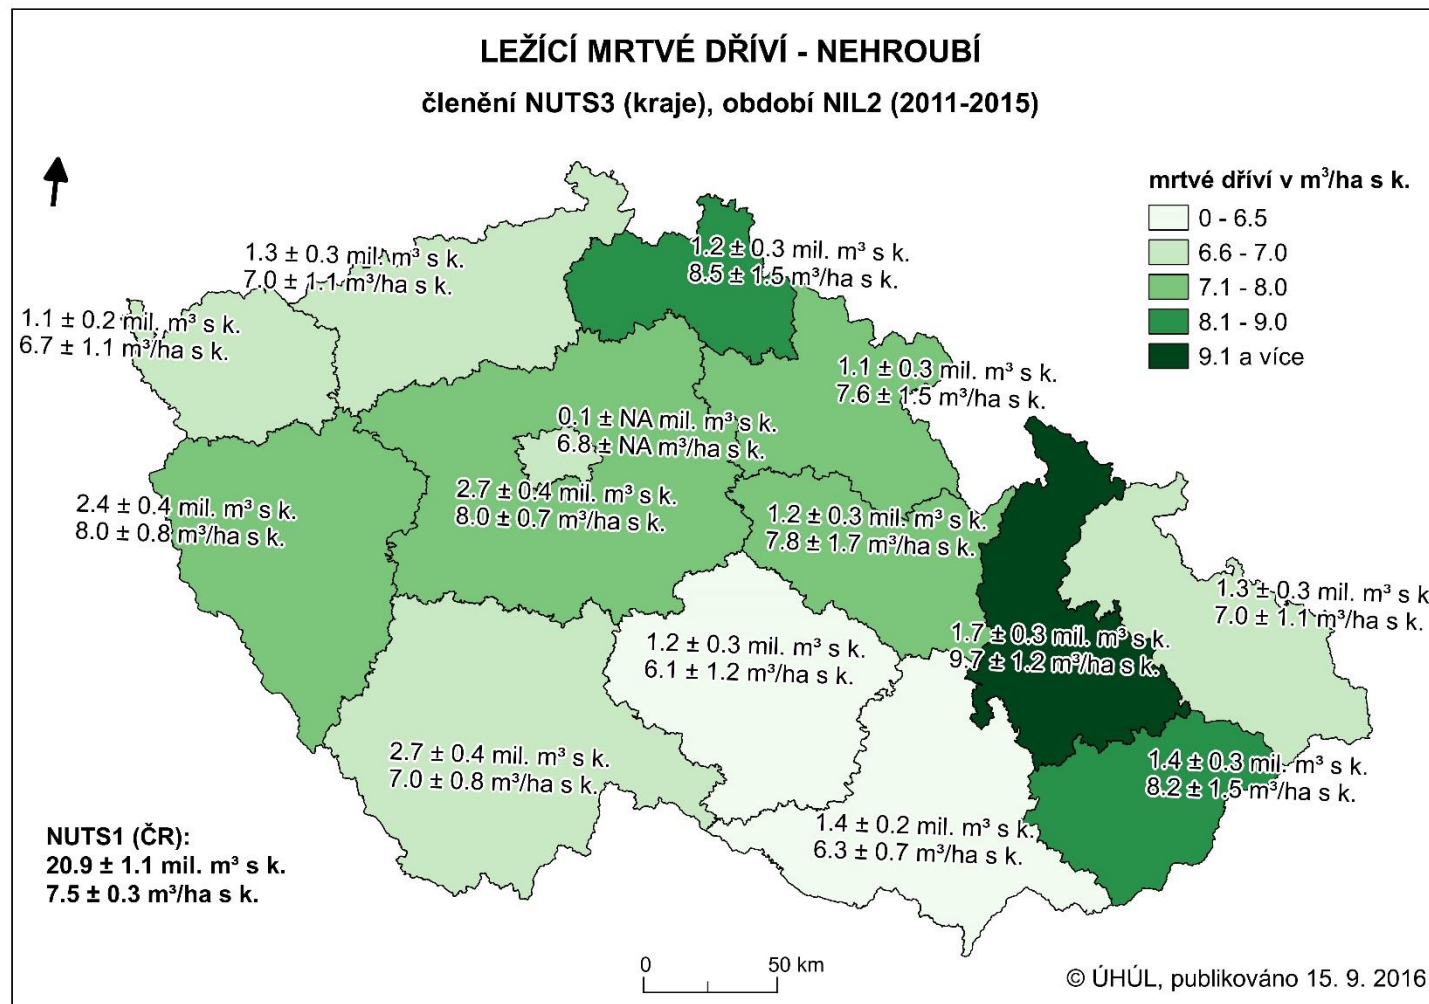 LEŽÍCÍ MRTVÉ DŘÍVÍ - NEHROUBÍ
členění NUTS3 (kraje), období NIL2 (2011-2015)
mrtvé dříví v m³/ha s k.
0 - 6.5
6.6 - 7.0
7.1 - 8.0
8.1 - 9.0
9.1 a více
1.3 ± 0.3 mil. m³ s k.
7.0 ± 1.1 m³/ha s k.
1.2 ± 0.3 mil. m³ s k.
8.5 ± 1.5 m³/ha s k.
1.1 ± 0.2 mil. m³ s k.
6.7 ± 1.1 m³/ha s k.
1.1 ± 0.3 mil. m³ s k.
7.6 ± 1.5 m³/ha s k.
0.1 ± NA mil. m³ s k.
6.8 ± NA m³/ha s k.
2.4 ± 0.4 mil. m³ s k.
8.0 ± 0.8 m³/ha s k.
2.7 ± 0.4 mil. m³ s k.
8.0 ± 0.7 m³/ha s k.
1.2 ± 0.3 mil. m³ s k.
7.8 ± 1.7 m³/ha s k.
1.3 ± 0.3 mil. m³ s k
7.0 ± 1.1 m³/ha s k.
1.2 ± 0.3 mil. m³ s k.
6.1 ± 1.2 m³/ha s k.
1.7 ± 0.3 mil. m³ s k.
9.7 ± 1.2 m³/ha s k.
2.7 ± 0.4 mil. m³ s k.
7.0 ± 0.8 m³/ha s k.
1.4 ± 0.3 mil. m³ s k.
8.2 ± 1.5 m³/ha s k.
1.4 ± 0.2 mil. m³ s k.
6.3 ± 0.7 m³/ha s k.
NUTS1 (ČR):
20.9 ± 1.1 mil. m³ s k.
7.5 ± 0.3 m³/ha s k.
0 50 km
© ÚHÚL, publikováno 15. 9. 2016